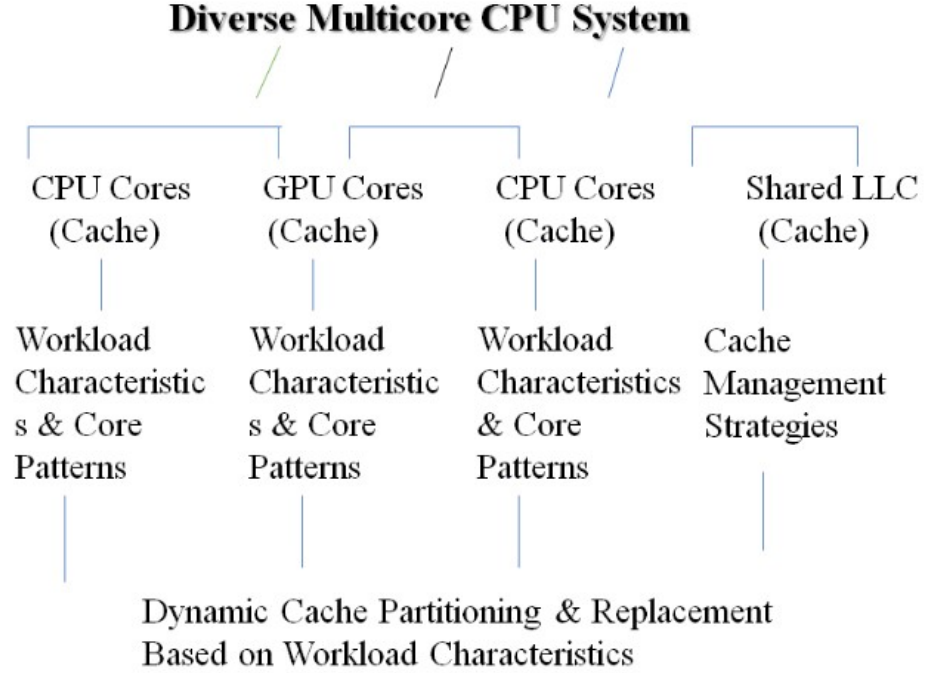 Diverse Multicore CPU System
CPU Cores
(Cache)
GPU Cores
(Cache)
CPU Cores
(Cache)
Shared LLC
(Cache)
Workload
Characteristic
s & Core
Patterns
Workload
Characteristic
s & Core
Patterns
Workload
Characteristics
& Core
Patterns
Cache
Management
Strategies
Dynamic Cache Partitioning & Replacement
Based on Workload Characteristics